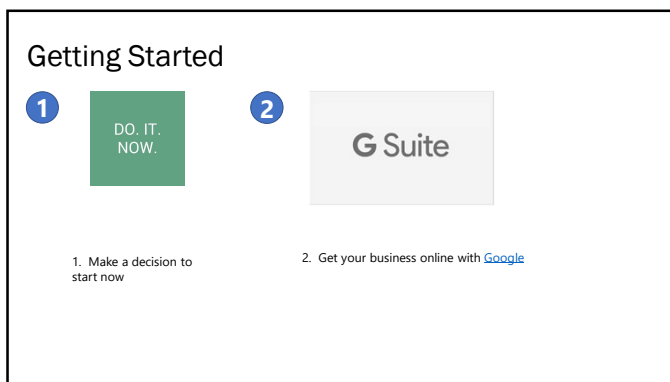 Getting Started
1
DO. IT.
NOW.
2
G Suite
1. Make a decision to
start now
2. Get your business online with Google